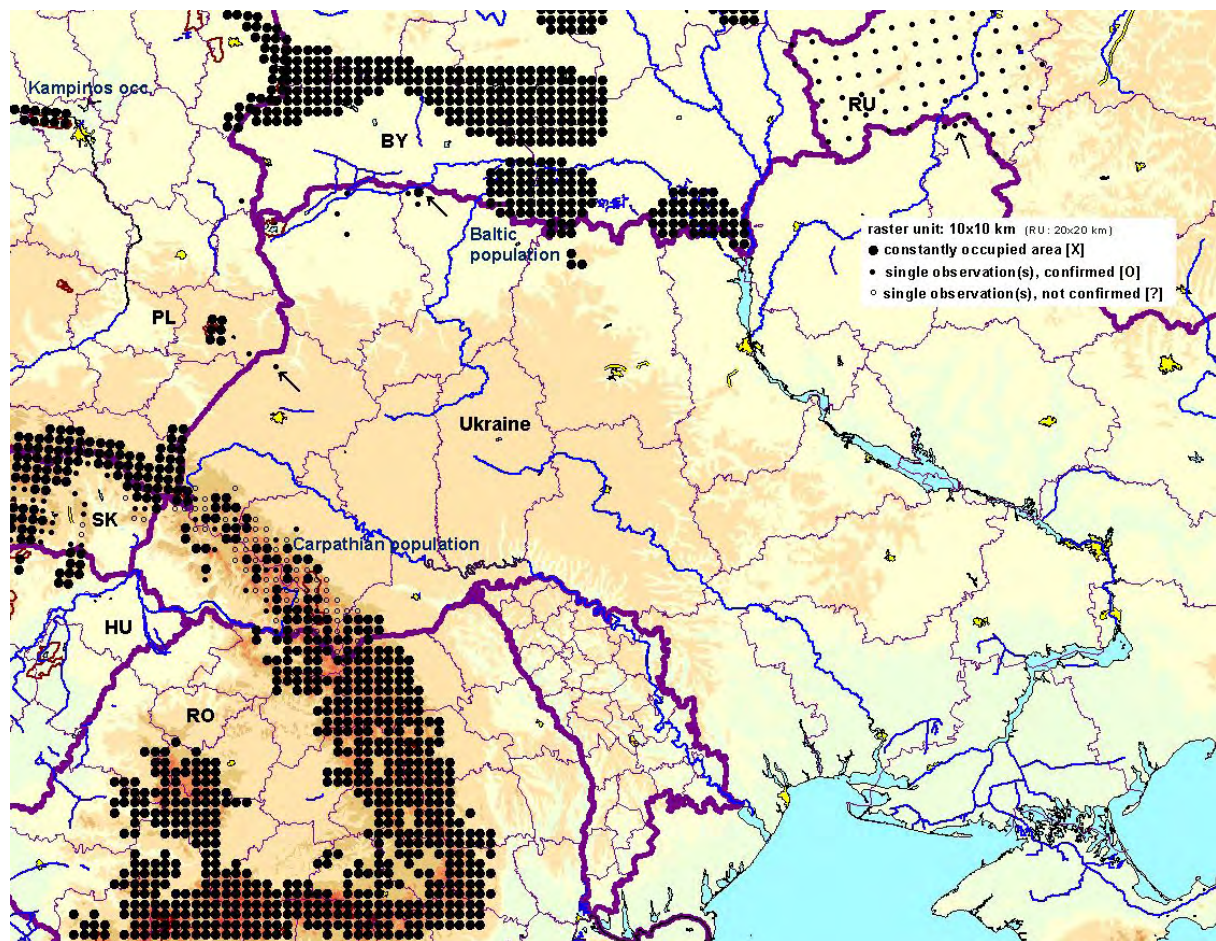 Kampinos occ.
RU
BY
raster unit: 10x10 km (RU: 20x20 km)
constantly occupied area [X]
single observation(s), confirmed [O]
single observation(s), not confirmed [?]
Baltic
population
PL
Ukraine
SK
Carpathian population
HU
RO